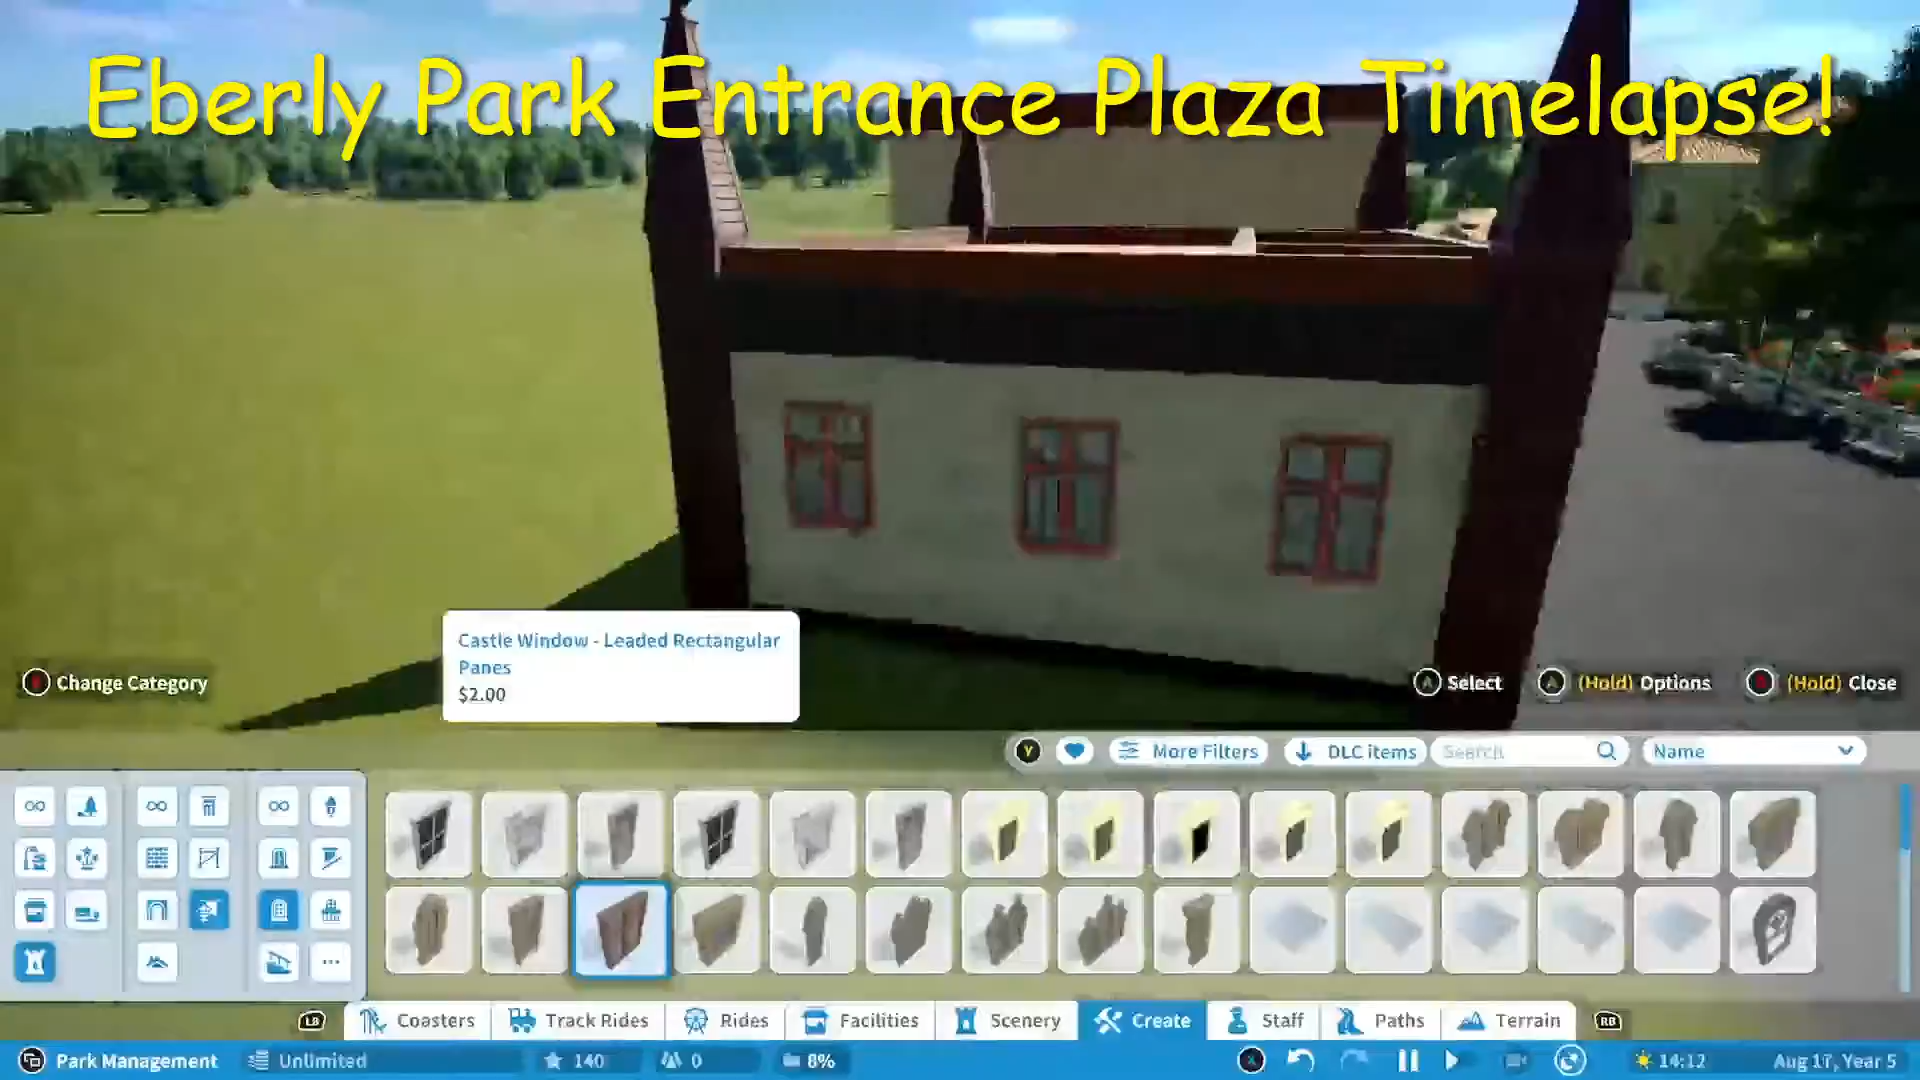 Eberly Park Entrance Plaza Timelapse!
Castle Window - Leaded Rectangular
Panes
$2.00
Change Category
A Select
A (Hold) Options
(Hold) Close
Y
More Filters
DLC items
Search
Name
LB
Coasters
Track Rides
Rides
Facilities
Scenery
Create
Staff
Paths
Terrain
RB
Park Management
Unlimited
140
0
8%
X
14:12
Aug 17, Year 5